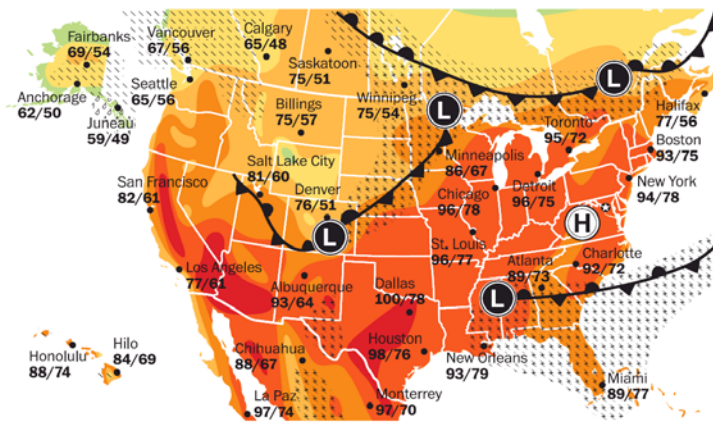 Fairbanks
69/54
Vancouver
67/56
Calgary
65/48
Saskatoon
75/51
Anchorage
62/50
Juneau
59/49
Seattle
65/56
Billings
75/57
Winnipeg
75/54
L
L
Halifax
77/56
Toronto
95/72
Boston
93/75
Minneapolis
86/67
Salt Lake City
81/60
San Francisco
82/61
Denver
76/51
Chicago
96/78
Detroit
96/75
New York
94/78
L
H
St. Louis
96/77
Charlotte
92/72
Atlanta
89/73
Los Angeles
77/61
Albuquerque
93/64
Dallas
100/78
L
Hilo
84/69
Honolulu
88/74
Chihuahua
88/67
Houston
98/76
New Orleans
93/79
Miami
89/77
La Paz
97/74
Monterrey
97/70